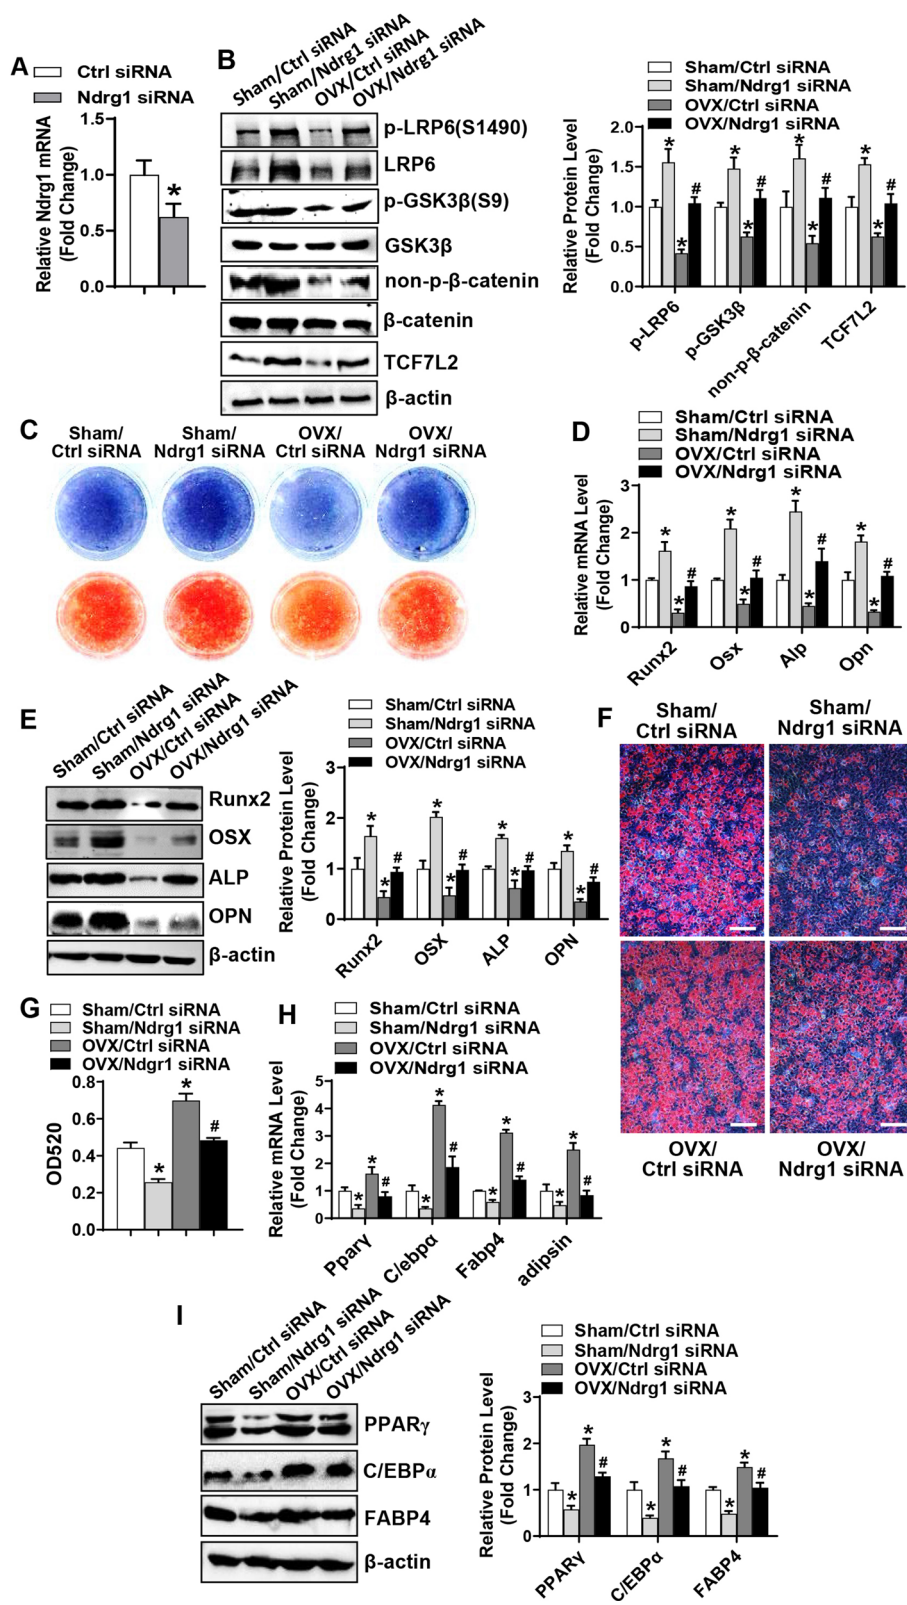 A
Ctrl siRNA
Ndrg1 siRNA
Relative Ndrg1 mRNA
(Fold Change)
1.5
1.0
0.5
0.0
*
B
Sham/Ctrl siRNA
Sham/Ndrg1 siRNA
OVX/Ctrl siRNA
OVX/Ndrg1 siRNA
p-LRP6(S1490)
LRP6
p-GSK3β(S9)
GSK3β
non-p-β-catenin
β-catenin
TCF7L2
β-actin
Sham/Ctrl siRNA
Sham/Ndrg1 siRNA
OVX/Ctrl siRNA
OVX/Ndrg1 siRNA
Relative Protein Level
(Fold Change)
2.0
1.5
1.0
0.5
0.0
* * # * * # * * # * * #
p-LRP6
p-GSK3β
non-p-β-catenin
TCF7L2
C
Sham/
Ctrl siRNA
Sham/
Ndrg1 siRNA
OVX/
Ctrl siRNA
OVX/
Ndrg1 siRNA
D
Sham/Ctrl siRNA
Sham/Ndrg1 siRNA
OVX/Ctrl siRNA
OVX/Ndrg1 siRNA
Relative mRNA Level
(Fold Change)
3
2
1
0
* * # * * # * * # * * #
Runx2
Osx
Alp
Opn
E
Sham/Ctrl siRNA
Sham/Ndrg1 siRNA
OVX/Ctrl siRNA
OVX/Ndrg1 siRNA
Runx2
OSX
ALP
OPN
β-actin
Sham/Ctrl siRNA
Sham/Ndrg1 siRNA
OVX/Ctrl siRNA
OVX/Ndrg1 siRNA
Relative Protein Level
(Fold Change)
3
2
1
0
* * # * * # * * # * * #
Runx2
OSX
ALP
OPN
F
Sham/
Ctrl siRNA
Sham/
Ndrg1 siRNA
OVX/
Ctrl siRNA
OVX/
Ndrg1 siRNA
G
Sham/Ctrl siRNA
Sham/Ndrg1 siRNA
OVX/Ctrl siRNA
OVX/Ndgr1 siRNA
OD520
0.8
0.6
0.4
0.2
0.0
* * #
H
Sham/Ctrl siRNA
Sham/Ndrg1 siRNA
OVX/Ctrl siRNA
OVX/Ndrg1 siRNA
Relative mRNA Level
(Fold Change)
5
4
3
2
1
0
* * # * * # * * # * * #
Pparγ
C/ebpα
Fabp4
adipsin
I
Sham/Ctrl siRNA
Sham/Ndrg1 siRNA
OVX/Ctrl siRNA
OVX/Ndrg1 siRNA
PPARγ
C/EBPα
FABP4
β-actin
Sham/Ctrl siRNA
Sham/Ndrg1 siRNA
OVX/Ctrl siRNA
OVX/Ndrg1 siRNA
Relative Protein Level
(Fold Change)
3
2
1
0
* * # * * # * * #
PPARγ
C/EBPα
FABP4